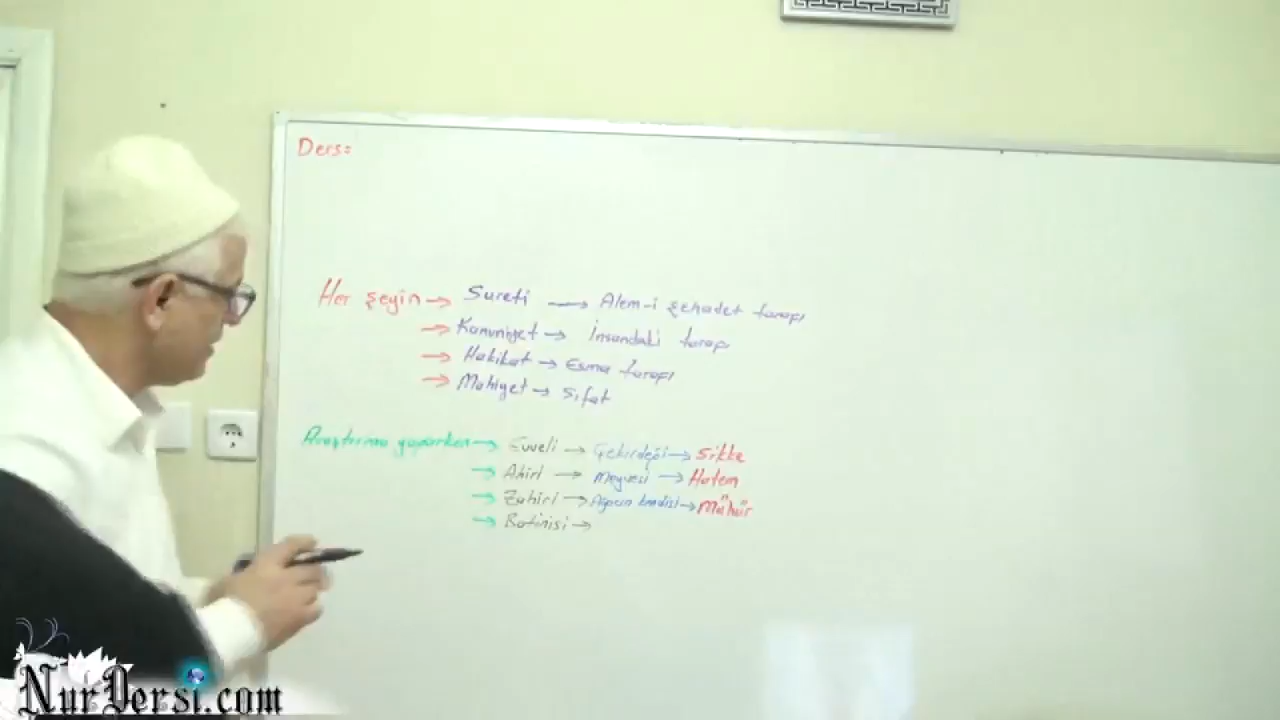 Ders:
Her şeyin → Sureti → Alem-i şehadet tarafı
→ Kanuniyet → İnsandaki tarafı
→ Hakikat → Esma tarafı
→ Mahiyet → Sıfat
Araştırma yaparken → Evveli → Çekirdeği → Sikke
→ Ahiri → Meyvesi → Hatem
→ Zahiri → Ağacın kendisi → Mühür
→ Batinisi →
NurDersi.com